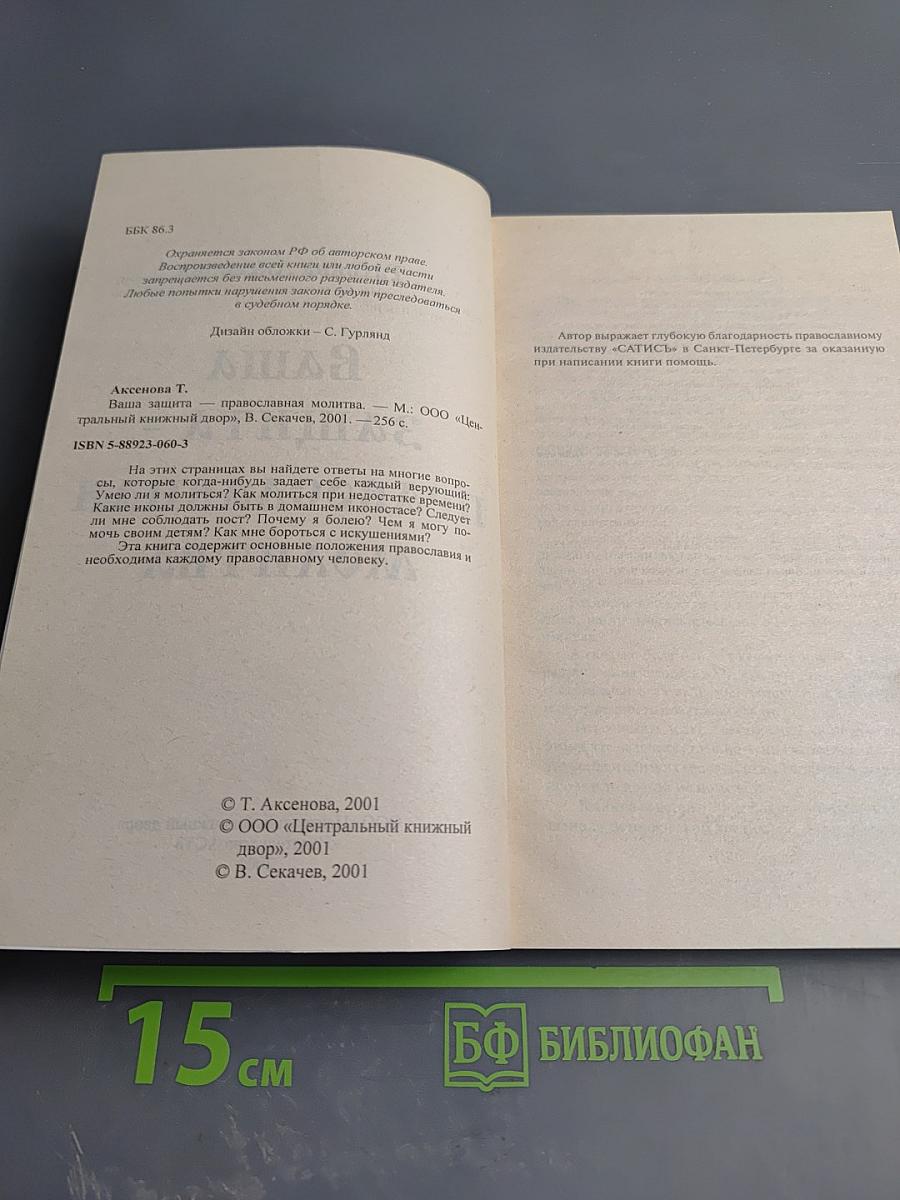 ББК 86.3
Охраняется законом РФ об авторском праве.
Воспроизведение всей книги или любой ее части
запрещается без письменного разрешения издателя.
Любые попытки нарушения закона будут преследоваться
в судебном порядке.
Дизайн обложки – С. Гурлянд
Аксенова Т.
Ваша защита — православная молитва. — М.: ООО «Цен-
тральный книжный двор», В. Секачев, 2001. — 256 с.
ISBN 5-88923-060-3
На этих страницах вы найдете ответы на многие вопро-
сы, которые когда-нибудь задает себе каждый верующий:
Умею ли я молиться? Как молиться при недостатке времени?
Какие иконы должны быть в домашнем иконостасе? Следует
ли мне соблюдать пост? Почему я болею? Чем я могу по-
мочь своим детям? Как мне бороться с искушениями?
Эта книга содержит основные положения православия и
необходима каждому православному человеку.
© Т. Аксенова, 2001
© ООО «Центральный книжный
двор», 2001
© В. Секачев, 2001
Автор выражает глубокую благодарность православному
издательству «САТИСЪ» в Санкт-Петербурге за оказанную
при написании книги помощь.
15 см
БФ БИБЛИОФАН